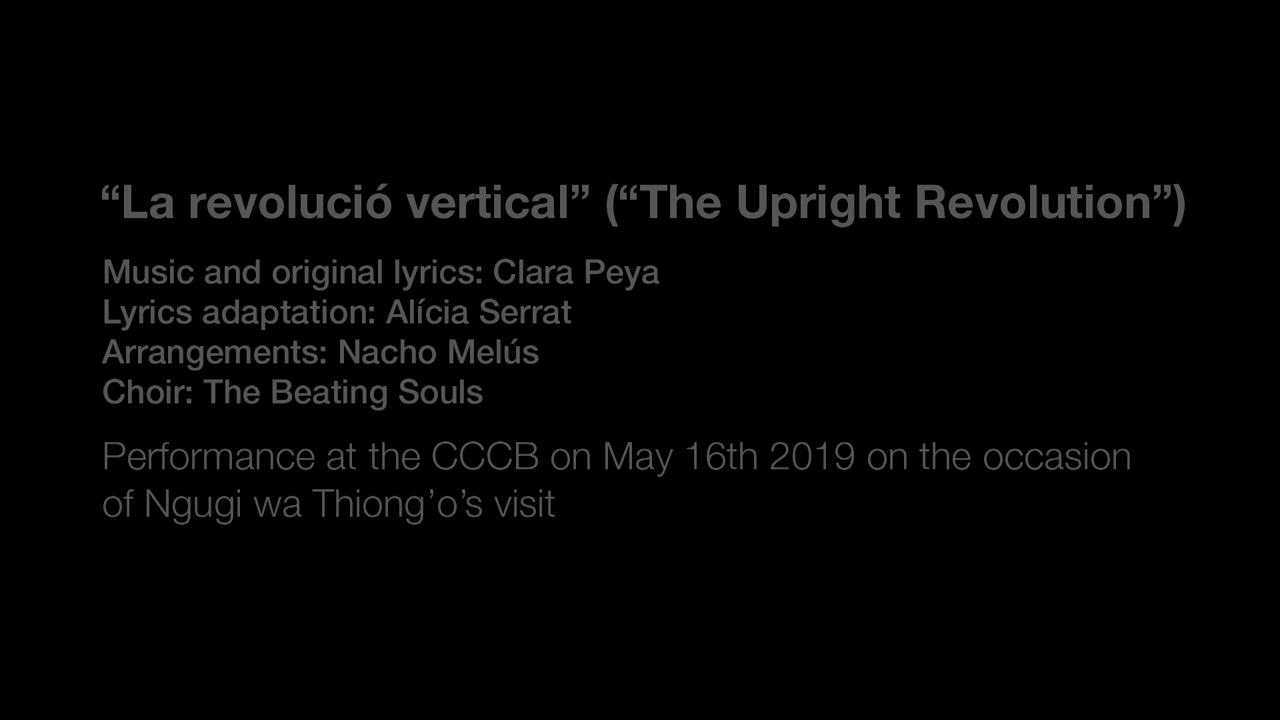 “La revolució vertical” (“The Upright Revolution”)
Music and original lyrics: Clara Peya
Lyrics adaptation: Alícia Serrat
Arrangements: Nacho Melús
Choir: The Beating Souls
Performance at the CCCB on May 16th 2019 on the occasion
of Ngugi wa Thiong’o’s visit